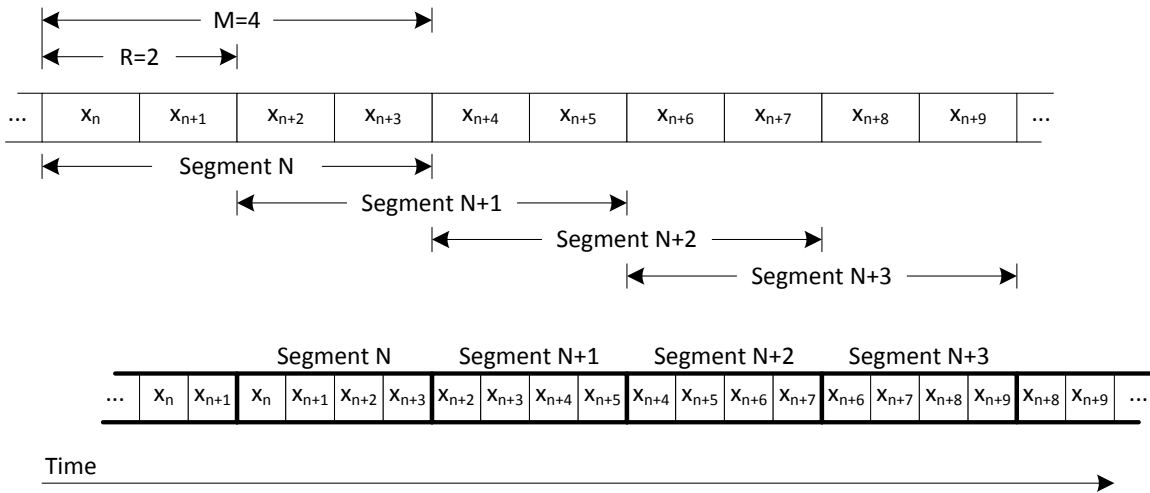 M=4
R=2
... xₙ xₙ₊₁ xₙ₊₂ xₙ₊₃ xₙ₊₄ xₙ₊₅ xₙ₊₆ xₙ₊₇ xₙ₊₈ xₙ₊₉ ...
Segment N
Segment N+1
Segment N+2
Segment N+3
Segment N Segment N+1 Segment N+2 Segment N+3
... xₙ xₙ₊₁ xₙ xₙ₊₁ xₙ₊₂ xₙ₊₃ xₙ₊₂ xₙ₊₃ xₙ₊₄ xₙ₊₅ xₙ₊₄ xₙ₊₅ xₙ₊₆ xₙ₊₇ xₙ₊₆ xₙ₊₇ xₙ₊₈ xₙ₊₉ xₙ₊₈ xₙ₊₉ ...
Time